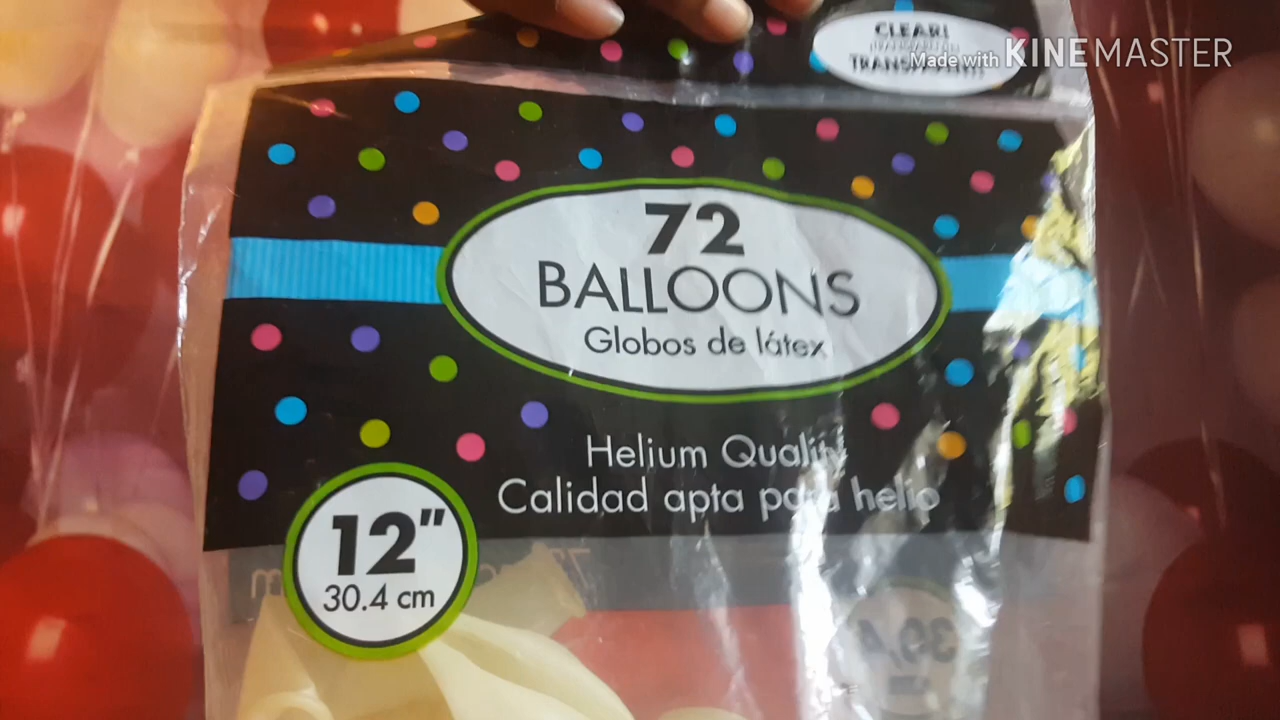 CLEAR!
TRANSPARENT!
Made with KINEMASTER
72
BALLOONS
Globos de látex
Helium Quality
Calidad apta para helio
12"
30.4 cm